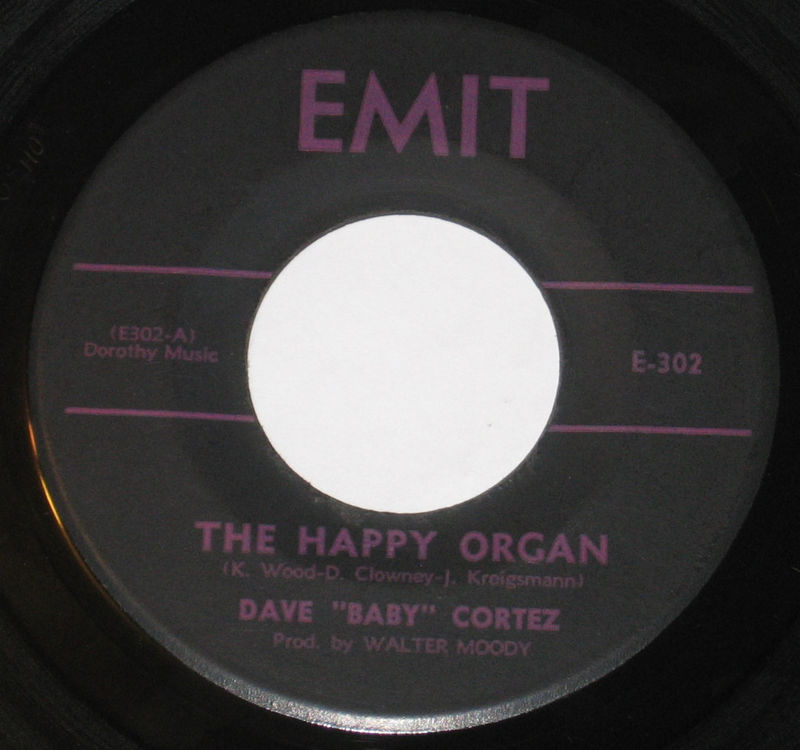 EMIT
(E302-A)
Dorothy Music
E-302
THE HAPPY ORGAN
(K. Wood-D. Clowney-J. Kreigsmann)
DAVE "BABY" CORTEZ
Prod. by WALTER MOODY